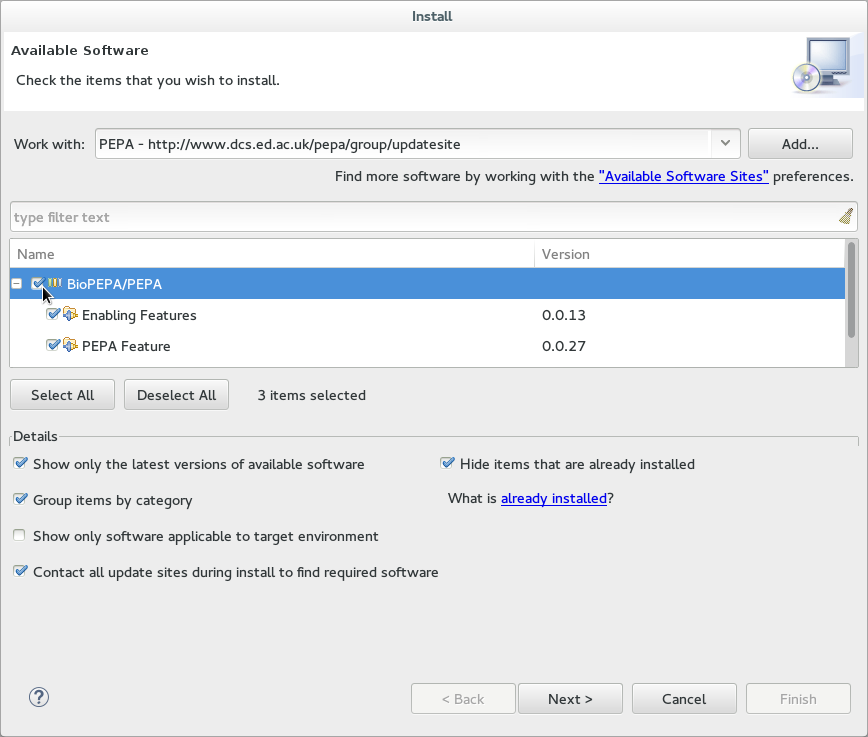 Install
Available Software
Check the items that you wish to install.
Work with: PEPA - http://www.dcs.ed.ac.uk/pepa/group/updatesite Add...
Find more software by working with the "Available Software Sites" preferences.
type filter text
Name Version
BioPEPA/PEPA
Enabling Features 0.0.13
PEPA Feature 0.0.27
Select All Deselect All 3 items selected
Details
Show only the latest versions of available software Hide items that are already installed
Group items by category What is already installed?
Show only software applicable to target environment
Contact all update sites during install to find required software
? < Back Next > Cancel Finish